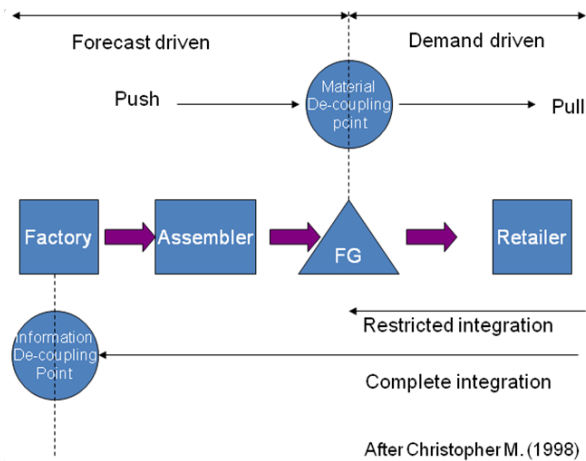 Forecast driven
Demand driven
Push
Material
De-coupling
point
Pull
Factory
Assembler
FG
Retailer
Restricted integration
Information
De-coupling
Point
Complete integration
After Christopher M. (1998)